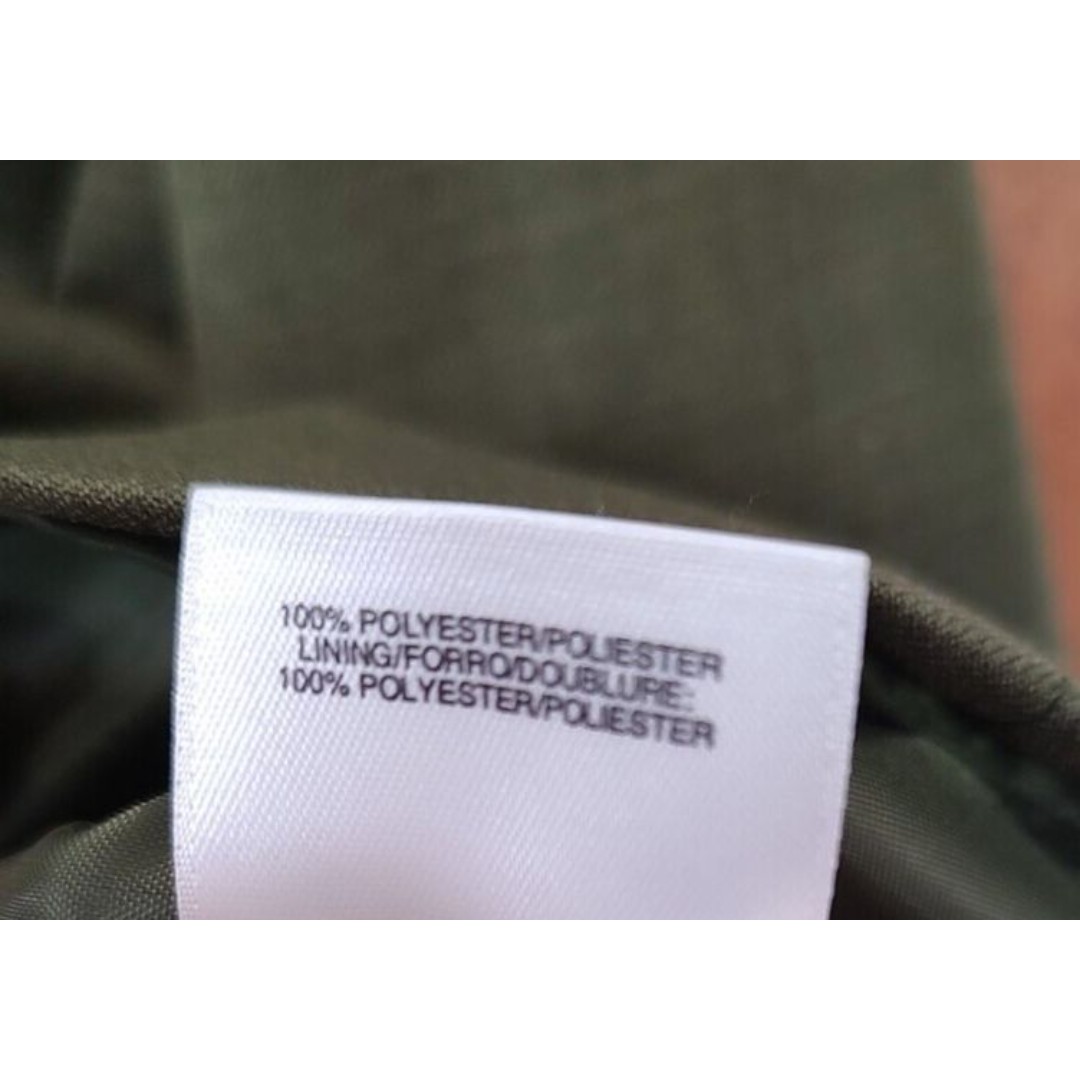 100% POLYESTER/POLIESTER
LINING/FORRO/DOUBLURE:
100% POLYESTER/POLIESTER